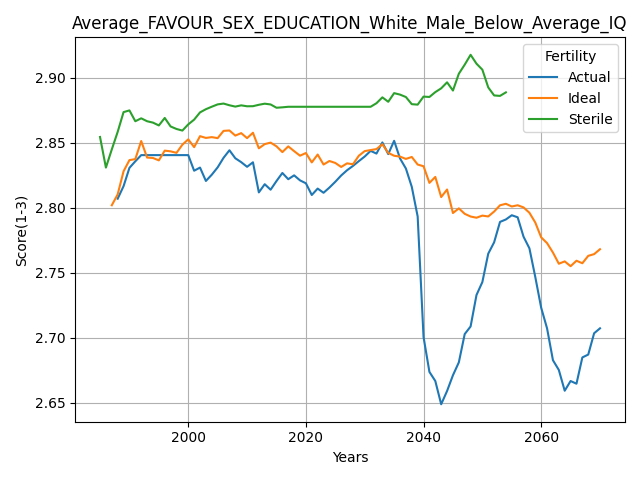 Average_FAVOUR_SEX_EDUCATION_White_Male_Below_Average_IQ
Fertility
Actual
Ideal
Sterile
Score(1-3)
2.90
2.85
2.80
2.75
2.70
2.65
2000 2020 2040 2060
Years